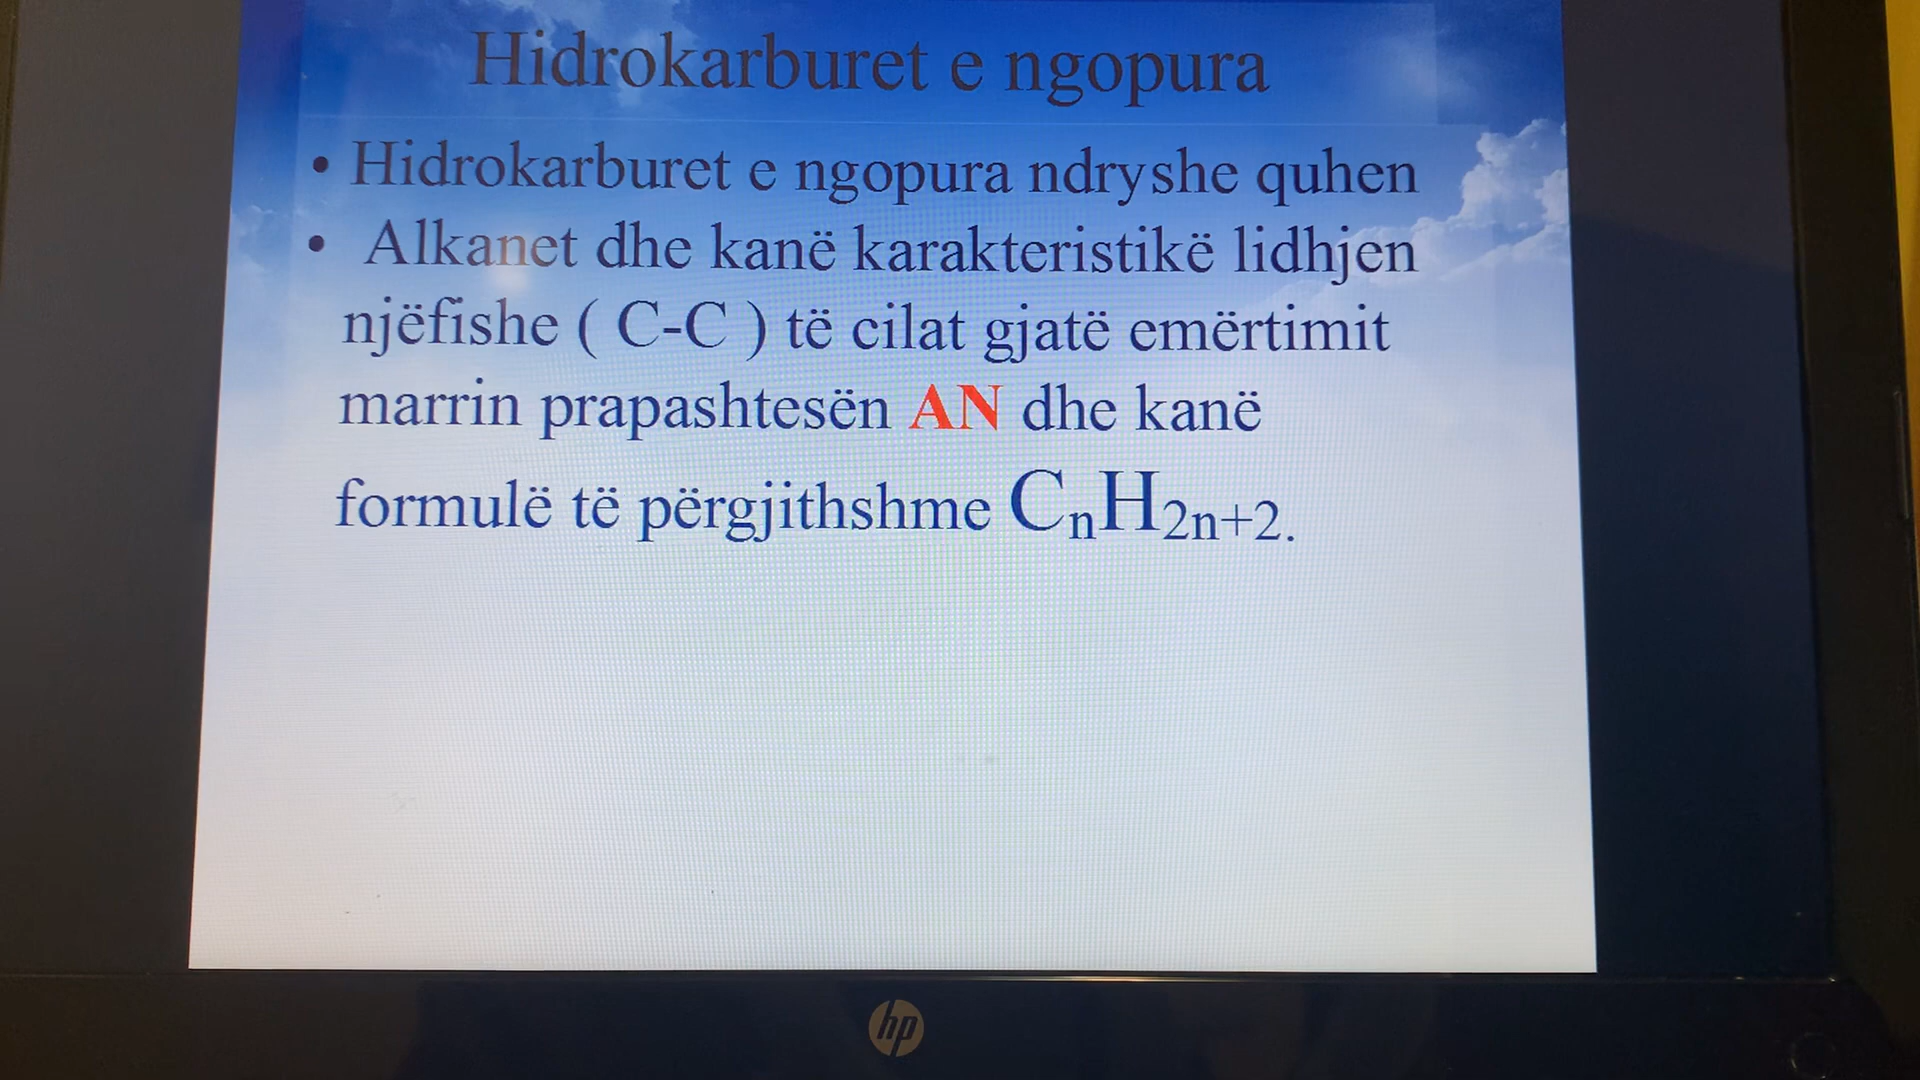 Hidrokarburet e ngopura
• Hidrokarburet e ngopura ndryshe quhen
• Alkanet dhe kanë karakteristikë lidhjen
njëfishe ( C-C ) të cilat gjatë emërtimit
marrin prapashtesën AN dhe kanë
formulë të përgjithshme CₙH₂ₙ₊₂.
hp